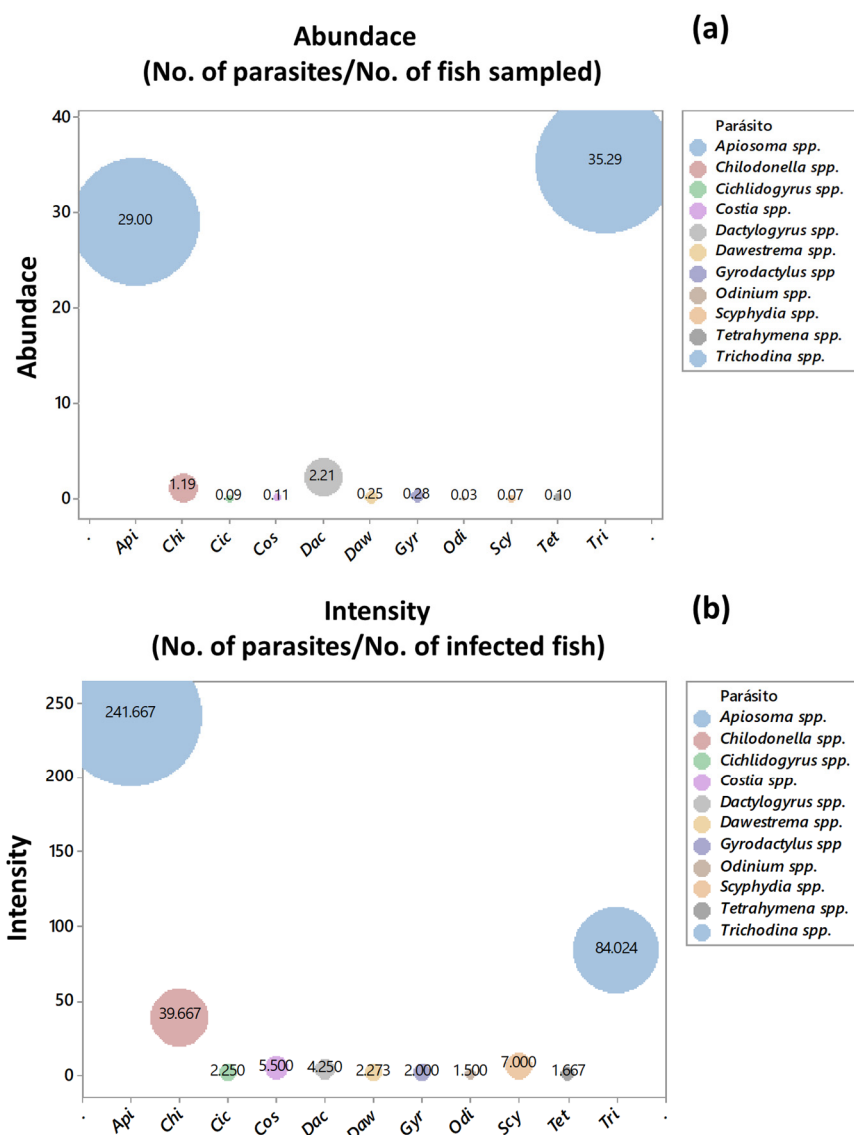 (a)
Abundace
(No. of parasites/No. of fish sampled)
40
30
20
10
0
Abundace
29.00
1.19
0.09
0.11
2.21
0.25
0.28
0.03
0.07
0.10
35.29
. Api Chi Cic Cos Dac Daw Gyr Odi Scy Tet Tri .
Parásito
Apiosoma spp.
Chilodonella spp.
Cichlidogyrus spp.
Costia spp.
Dactylogyrus spp.
Dawestrema spp.
Gyrodactylus spp
Odinium spp.
Scyphydia spp.
Tetrahymena spp.
Trichodina spp.
(b)
Intensity
(No. of parasites/No. of infected fish)
250
200
150
100
50
0
Intensity
241.667
39.667
2.250
5.500
4.250
2.273
2.000
1.500
7.000
1.667
84.024
. Api Chi Cic Cos Dac Daw Gyr Odi Scy Tet Tri .
Parásito
Apiosoma spp.
Chilodonella spp.
Cichlidogyrus spp.
Costia spp.
Dactylogyrus spp.
Dawestrema spp.
Gyrodactylus spp
Odinium spp.
Scyphydia spp.
Tetrahymena spp.
Trichodina spp.